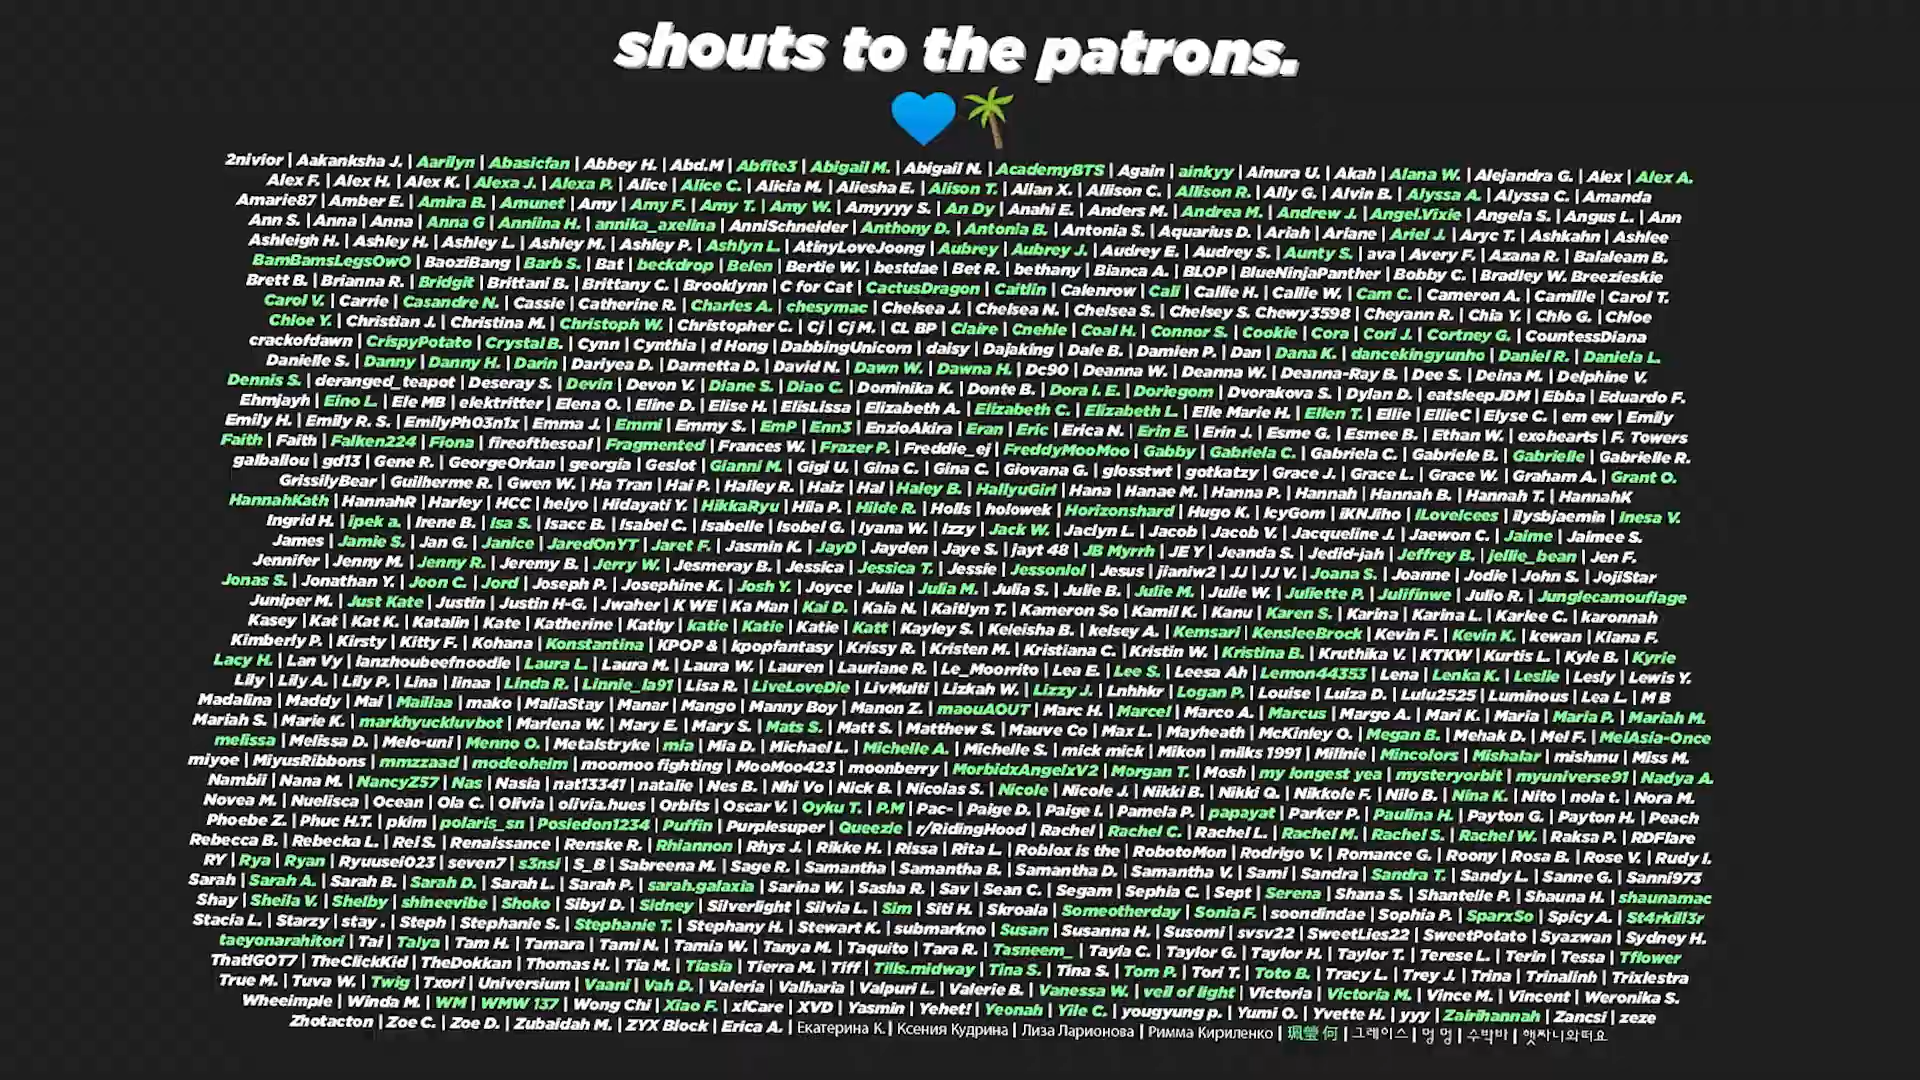 shouts to the patrons.
2nivior | Aakanksha J. | Aarilyn | Abasicfan | Abbey H. | Abd.M | Abfite3 | Abigail M. | Abigail N. | AcademyBTS | Again | ainkyy | Ainura U. | Akah | Alana W. | Alejandra G. | Alex | Alex A.
Alex F. | Alex H. | Alex K. | Alexa J. | Alexa P. | Alice | Alice C. | Alicia M. | Aliesha E. | Alison T. | Allan X. | Allison C. | Allison R. | Ally G. | Alvin B. | Alyssa A. | Alyssa C. | Amanda
Amarie87 | Amber E. | Amira B. | Amunet | Amy | Amy F. | Amy T. | Amy W. | Amyyyy S. | An Dy | Anahi E. | Anders M. | Andrea M. | Andrew J. | Angel.Vixie | Angela S. | Angus L. | Ann
Ann S. | Anna | Anna | Anna G | Anniina H. | annika_axelina | AnniSchneider | Anthony D. | Antonia B. | Antonia S. | Aquarius D. | Ariah | Ariane | Ariel J. | Aryc T. | Ashkahn | Ashlee
Ashleigh H. | Ashley H. | Ashley L. | Ashley M. | Ashley P. | Ashlyn L. | AtinyLoveJoong | Aubrey | Aubrey J. | Audrey E. | Audrey S. | Aunty S. | ava | Avery F. | Azana R. | Balaleam B.
BamBamsLegsOwO | BaoziBang | Barb S. | Bat | beckdrop | Belen | Bertie W. | bestdae | Bet R. | bethany | Bianca A. | BLOP | BlueNinjaPanther | Bobby C. | Bradley W. Breezieskie
Brett B. | Brianna R. | Bridgit | Brittani B. | Brittany C. | Brooklynn | C for Cat | CactusDragon | Caitlin | Calenrow | Cali | Callie H. | Callie W. | Cam C. | Cameron A. | Camille | Carol T.
Carol V. | Carrie | Casandre N. | Cassie | Catherine R. | Charles A. | chesymac | Chelsea J. | Chelsea N. | Chelsea S. | Chelsey S. Chewy3598 | Cheyann R. | Chia Y. | Chlo G. | Chloe
Chloe Y. | Christian J. | Christina M. | Christoph W. | Christopher C. | Cj | Cj M. | CL BP | Claire | Cnehle | Coal H. | Connor S. | Cookie | Cora | Cori J. | Cortney G. | CountessDiana
crackofdawn | CrispyPotato | Crystal B. | Cynn | Cynthia | d Hong | DabbingUnicorn | daisy | Dajaking | Dale B. | Damien P. | Dan | Dana K. | dancekingyunho | Daniel R. | Daniela L.
Danielle S. | Danny | Danny H. | Darin | Dariyea D. | Darnetta D. | David N. | Dawn W. | Dawna H. | Dc90 | Deanna W. | Deanna W. | Deanna-Ray B. | Dee S. | Deina M. | Delphine V.
Dennis S. | deranged_teapot | Deseray S. | Devin | Devon V. | Diane S. | Diao C. | Dominika K. | Donte B. | Dora I. E. | Doriegom | Dvorakova S. | Dylan D. | eatsleepJDM | Ebba | Eduardo F.
Ehmjayh | Eino L. | Ele MB | elektritter | Elena O. | Eline D. | Elise H. | ElisLissa | Elizabeth A. | Elizabeth C. | Elizabeth L. | Elle Marie H. | Ellen T. | Ellie | EllieC | Elyse C. | em ew | Emily
Emily H. | Emily R. S. | EmilyPh03n1x | Emma J. | Emmi | Emmy S. | EmP | Enn3 | EnzioAkira | Eran | Eric | Erica N. | Erin E. | Erin J. | Esme G. | Esmee B. | Ethan W. | exohearts | F. Towers
Faith | Faith | Falken224 | Fiona | fireofthesoaf | Fragmented | Frances W. | Frazer P. | Freddie_ej | FreddyMooMoo | Gabby | Gabriela C. | Gabriela C. | Gabriele B. | Gabrielle | Gabrielle R.
galballou | gd13 | Gene R. | GeorgeOrkan | georgia | Geslot | Gianni M. | Gigi U. | Gina C. | Gina C. | Giovana G. | glosstwt | gotkatzy | Grace J. | Grace L. | Grace W. | Graham A. | Grant O.
GrissilyBear | Guilherme R. | Gwen W. | Ha Tran | Hai P. | Hailey R. | Haiz | Hal | Haley B. | HallyuGirl | Hana | Hanae M. | Hanna P. | Hannah | Hannah B. | Hannah T. | HannahK
HannahKath | HannahR | Harley | HCC | heiyo | Hidayati Y. | HikkaRyu | Hila P. | Hilde R. | Holls | holowek | Horizonshard | Hugo K. | IcyGom | iKNJiho | ILoveIcees | ilysbjaemin | Inesa V.
Ingrid H. | ipek a. | Irene B. | Isa S. | Isacc B. | Isabel C. | Isabelle | Isobel G. | Iyana W. | Izzy | Jack W. | Jaclyn L. | Jacob | Jacob V. | Jacqueline J. | Jaewon C. | Jaime | Jaimee S.
James | Jamie S. | Jan G. | Janice | JaredOnYT | Jaret F. | Jasmin K. | JayD | Jayden | Jaye S. | jayt 48 | JB Myrrh | JE Y | Jeanda S. | Jedid-jah | Jeffrey B. | jellie_bean | Jen F.
Jennifer | Jenny M. | Jenny R. | Jeremy B. | Jerry W. | Jesmeray B. | Jessica | Jessica T. | Jessie | Jessonlol | Jesus | jianiw2 | JJ | JJ V. | Joana S. | Joanne | Jodie | John S. | JojiStar
Jonas S. | Jonathan Y. | Joon C. | Jord | Joseph P. | Josephine K. | Josh Y. | Joyce | Julia | Julia M. | Julia S. | Julie B. | Julie M. | Julie W. | Juliette P. | Julifinwe | Julio R. | Junglecamouflage
Juniper M. | Just Kate | Justin | Justin H-G. | Jwaher | K WE | Ka Man | Kai D. | Kaia N. | Kaitlyn T. | Kameron So | Kamil K. | Kanu | Karen S. | Karina | Karina L. | Karlee C. | karonnah
Kasey | Kat | Kat K. | Katalin | Kate | Katherine | Kathy | katie | Katie | Katie | Katt | Kayley S. | Keleisha B. | kelsey A. | Kemsari | KensleeBrock | Kevin F. | Kevin K. | kewan | Kiana F.
Kimberly P. | Kirsty | Kitty F. | Kohana | Konstantina | KPOP & | kpopfantasy | Krissy R. | Kristen M. | Kristiana C. | Kristin W. | Kristina B. | Kruthika V. | KTKW | Kurtis L. | Kyle B. | Kyrie
Lacy H. | Lan Vy | lanzhoubeefnoodle | Laura L. | Laura M. | Laura W. | Lauren | Lauriane R. | Le_Moorrito | Lea E. | Lee S. | Leesa Ah | Lemon44353 | Lena | Lenka K. | Leslie | Lesly | Lewis Y.
Lily | Lily A. | Lily P. | Lina | linaa | Linda R. | Linnie_la91 | Lisa R. | LiveLoveDie | LivMulti | Lizkah W. | Lizzy J. | Lnhhkr | Logan P. | Louise | Luiza D. | Lulu2525 | Luminous | Lea L. | M B
Madalina | Maddy | Mai | Mailiaa | mako | MaliaStay | Manar | Mango | Manny Boy | Manon Z. | maouAOUT | Marc H. | Marcel | Marco A. | Marcus | Margo A. | Mari K. | Maria | Maria P. | Mariah M.
Mariah S. | Marie K. | markhyuckluvbot | Marlena W. | Mary E. | Mary S. | Mats S. | Matt S. | Matthew S. | Mauve Co | Max L. | Mayheath | McKinley O. | Megan B. | Mehak D. | Mel F. | MelAsia-Once
melissa | Melissa D. | Melo-uni | Menno O. | Metalstryke | mia | Mia D. | Michael L. | Michelle A. | Michelle S. | mick mick | Mikon | milks 1991 | Millnie | Mincolors | Mishalar | mishmu | Miss M.
miyoe | MiyusRibbons | mmzzaad | modeoheim | moomoo fighting | MooMoo423 | moonberry | MorbidxAngelxV2 | Morgan T. | Mosh | my longest yea | mysteryorbit | myuniverse91 | Nadya A.
Nambii | Nana M. | NancyZ57 | Nas | Nasia | nat13341 | natalie | Nes B. | Nhi Vo | Nick B. | Nicolas S. | Nicole | Nicole J. | Nikki B. | Nikki Q. | Nikkole F. | Nilo B. | Nina K. | Nito | nola t. | Nora M.
Novea M. | Nuelisca | Ocean | Ola C. | Olivia | olivia.hues | Orbits | Oscar V. | Oyku T. | P.M | Pac- | Paige D. | Paige I. | Pamela P. | papayat | Parker P. | Paulina H. | Payton G. | Payton H. | Peach
Phoebe Z. | Phuc H.T. | pkim | polaris_sn | Posiedon1234 | Puffin | Purplesuper | Queezie | r/RidingHood | Rachel | Rachel C. | Rachel L. | Rachel M. | Rachel S. | Rachel W. | Raksa P. | RDFlare
Rebecca B. | Rebecka L. | Rei S. | Renaissance | Renske R. | Rhiannon | Rhys J. | Rikke H. | Rissa | Rita L. | Roblox is the | RobotoMon | Rodrigo V. | Romance G. | Roony | Rosa B. | Rose V. | Rudy I.
RY | Rya | Ryan | Ryuusei023 | seven7 | s3nsi | S_B | Sabreena M. | Sage R. | Samantha | Samantha B. | Samantha D. | Samantha V. | Sami | Sandra | Sandra T. | Sandy L. | Sanne G. | Sanni973
Sarah | Sarah A. | Sarah B. | Sarah D. | Sarah L. | Sarah P. | sarah.galaxia | Sarina W. | Sasha R. | Sav | Sean C. | Segam | Sephia C. | Sept | Serena | Shana S. | Shantelle P. | Shauna H. | shaunamac
Shay | Sheila V. | Shelby | shineevibe | Shoko | Sibyl D. | Sidney | Silverlight | Silvia L. | Sim | Siti H. | Skroala | Someotherday | Sonia F. | soondindae | Sophia P. | SparxSo | Spicy A. | St4rkill3r
Stacia L. | Starzy | stay . | Steph | Stephanie S. | Stephanie T. | Stephany H. | Stewart K. | submarkno | Susan | Susanna H. | Susomi | svsv22 | SweetLies22 | SweetPotato | Syazwan | Sydney H.
taeyonarahitori | Tai | Talya | Tam H. | Tamara | Tami N. | Tamia W. | Tanya M. | Taquito | Tara R. | Tasneem_ | Tayla C. | Taylor G. | Taylor H. | Taylor T. | Terese L. | Terin | Tessa | Tflower
ThatIGOT7 | TheClickKid | TheDokkan | Thomas H. | Tia M. | Tiasia | Tierra M. | Tiff | Tills.midway | Tina S. | Tina S. | Tom P. | Tori T. | Toto B. | Tracy L. | Trey J. | Trina | Trinalinh | Trixiestra
True M. | Tuva W. | Twig | Txori | Universium | Vaani | Vah D. | Valeria | Valharia | Valpuri L. | Valerie B. | Vanessa W. | veil of light | Victoria | Victoria M. | Vince M. | Vincent | Weronika S.
Wheeimple | Winda M. | WM | WMW 137 | Wong Chi | Xiao F. | xICare | XVD | Yasmin | Yehet! | Yeonah | Yile C. | yougyung p. | Yumi O. | Yvette H. | yyy | Zairihannah | Zancsi | zeze
Zhotacton | Zoe C. | Zoe D. | Zubaidah M. | ZYX Block | Erica A. | Екатерина К. | Ксения Кудрина | Лиза Ларионова | Римма Кириленко | 珮瑩 何 | 그레이스 | 멍 멍 | 수박바 | 햇짜니와떠요